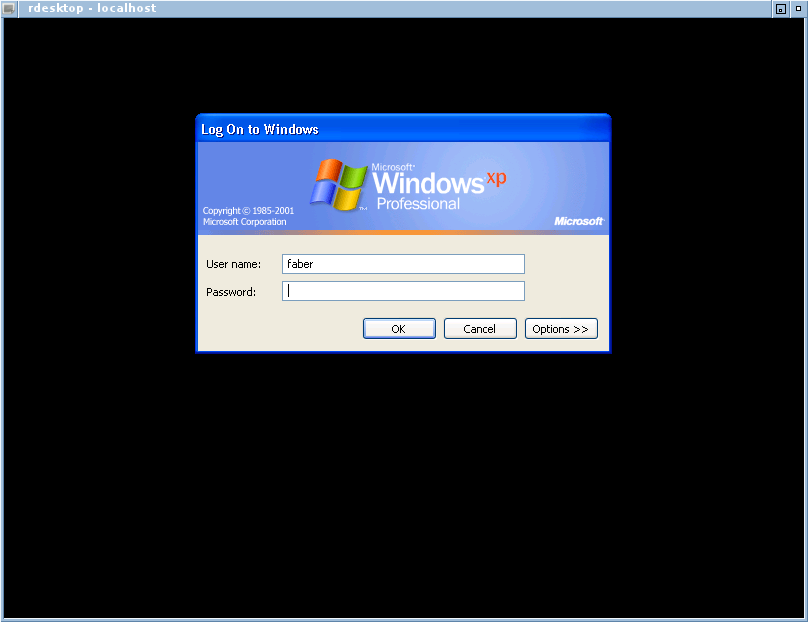 rdesktop - localhost
Log On to Windows
Microsoft®
Windows xp
Professional
Copyright © 1985-2001
Microsoft Corporation
Microsoft®
User name: faber
Password:
OK Cancel Options >>